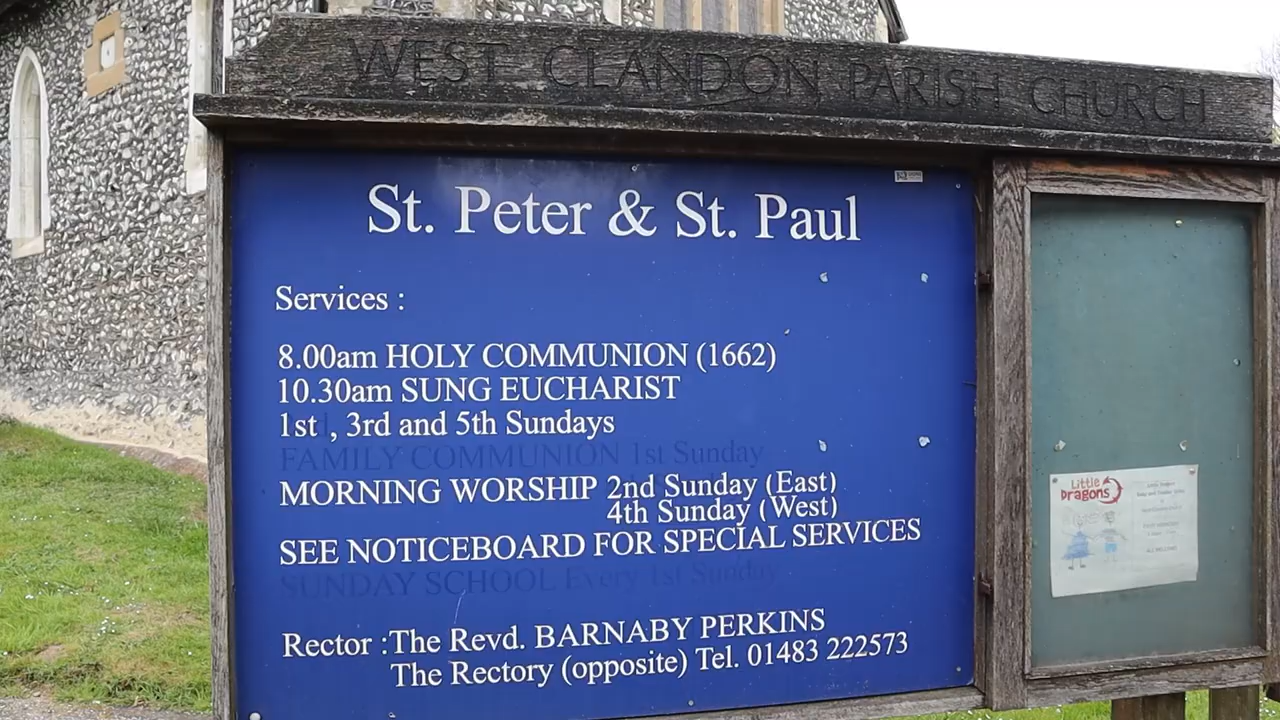 WEST CLANDON PARISH CHURCH
St. Peter & St. Paul
Services :
8.00am HOLY COMMUNION (1662)
10.30am SUNG EUCHARIST
1st , 3rd and 5th Sundays
FAMILY COMMUNION 1st Sunday
MORNING WORSHIP 2nd Sunday (East)
4th Sunday (West)
SEE NOTICEBOARD FOR SPECIAL SERVICES
SUNDAY SCHOOL Every 1st Sunday
Rector :The Revd. BARNABY PERKINS
The Rectory (opposite) Tel. 01483 222573
Little
Dragons